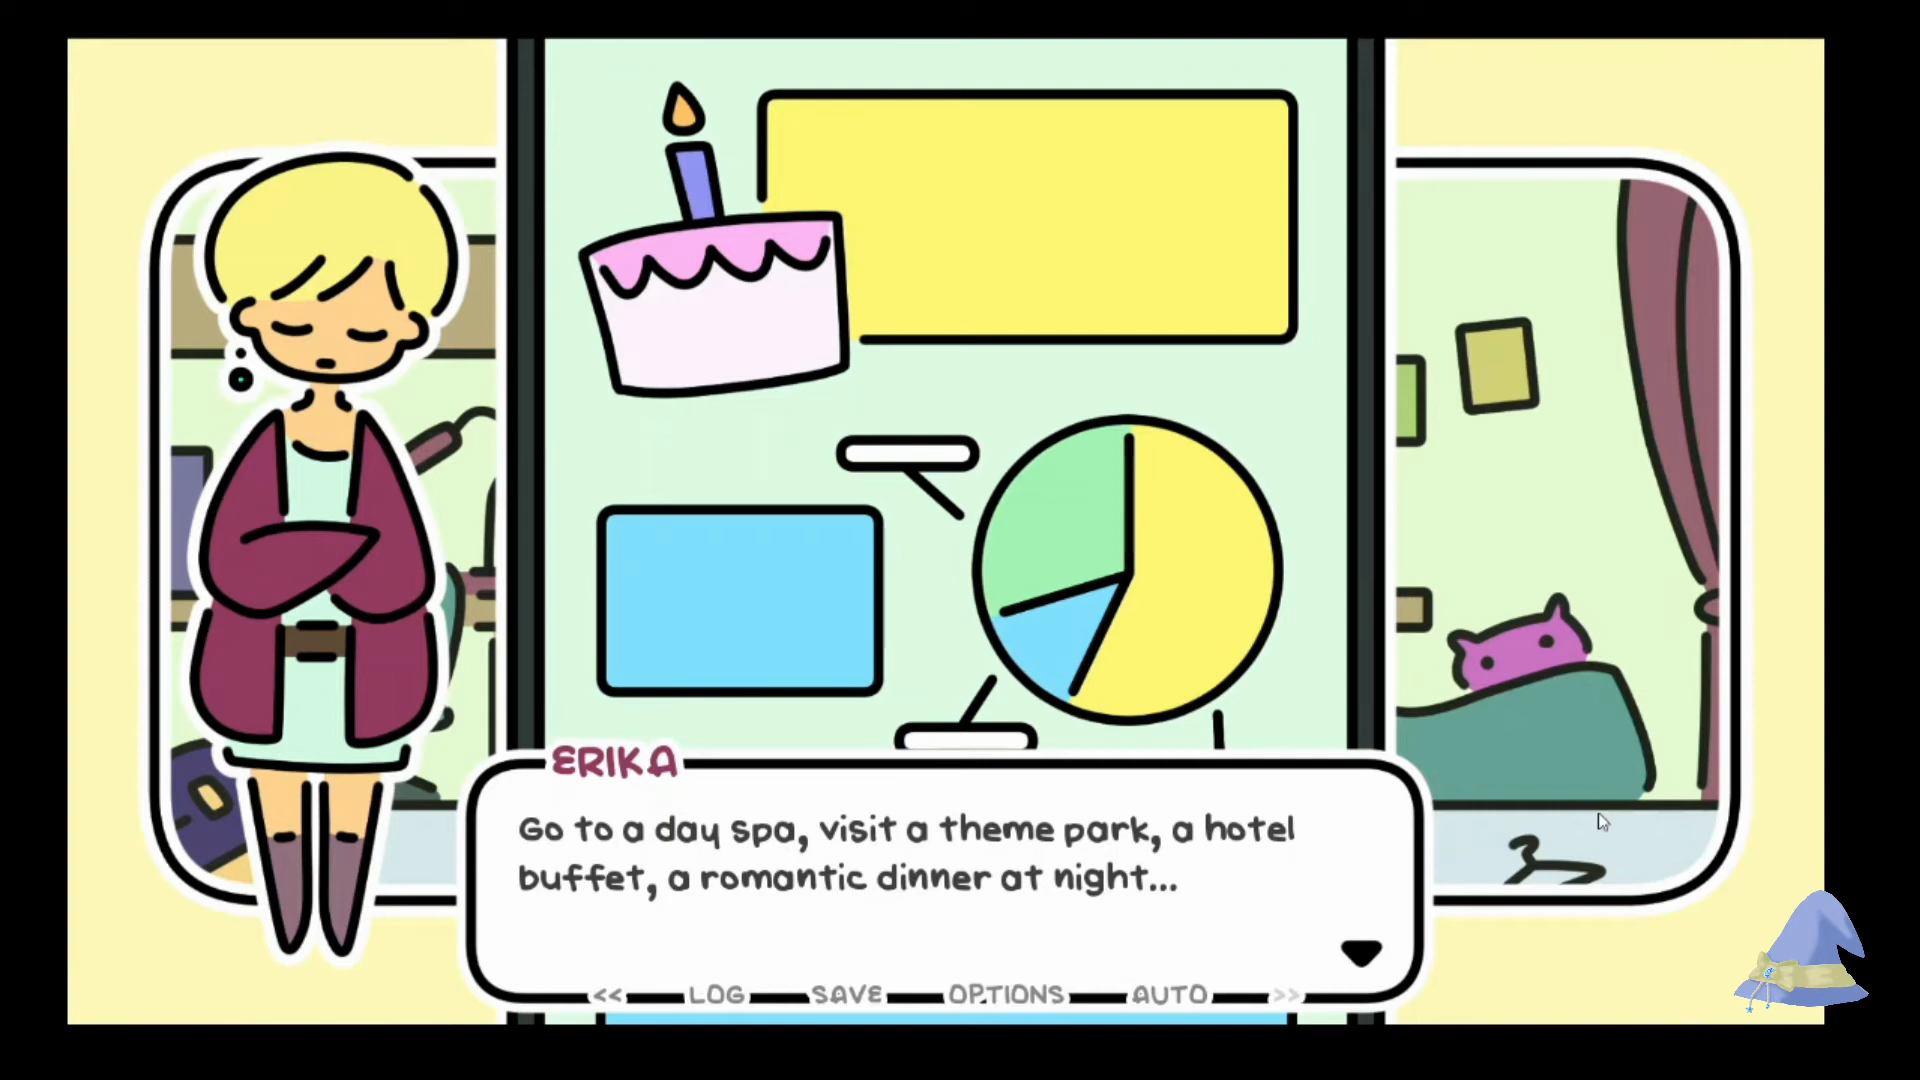 ERIKA
Go to a day spa, visit a theme park, a hotel
buffet, a romantic dinner at night...
<< LOG SAVE OPTIONS AUTO >>